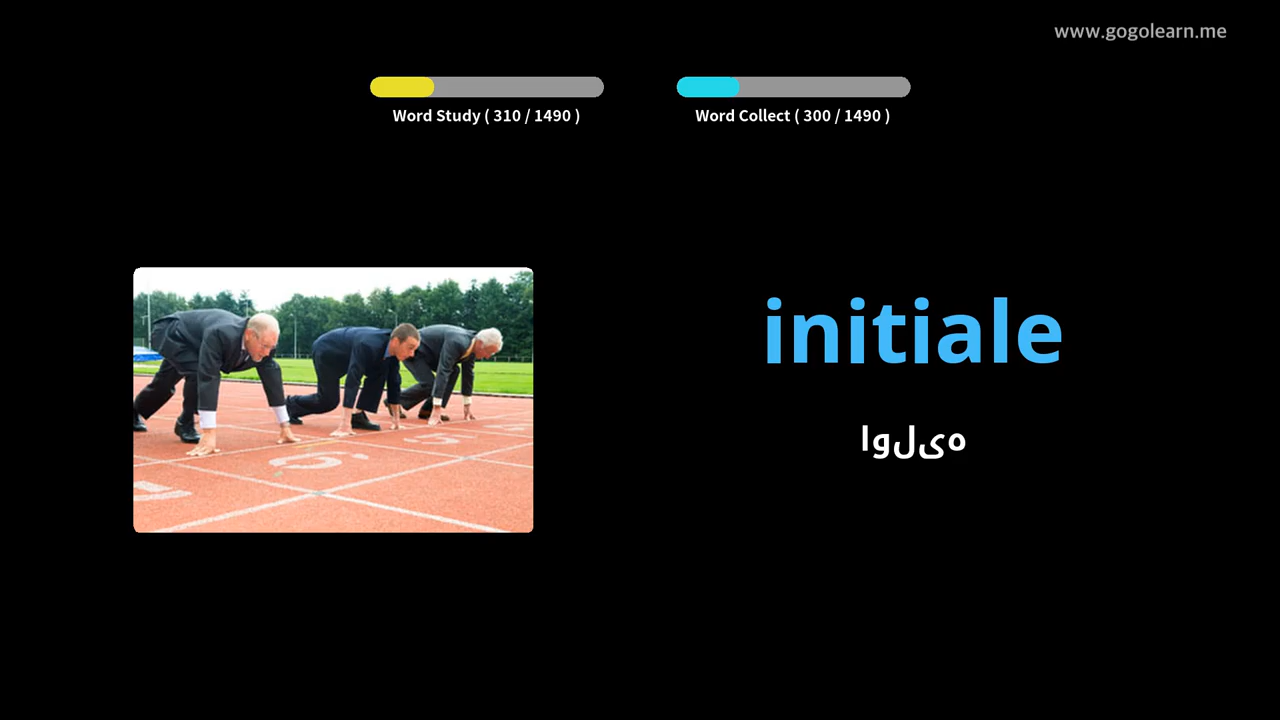 www.gogolearn.me
Word Study ( 310 / 1490 )
Word Collect ( 300 / 1490 )
initiale
اولیه